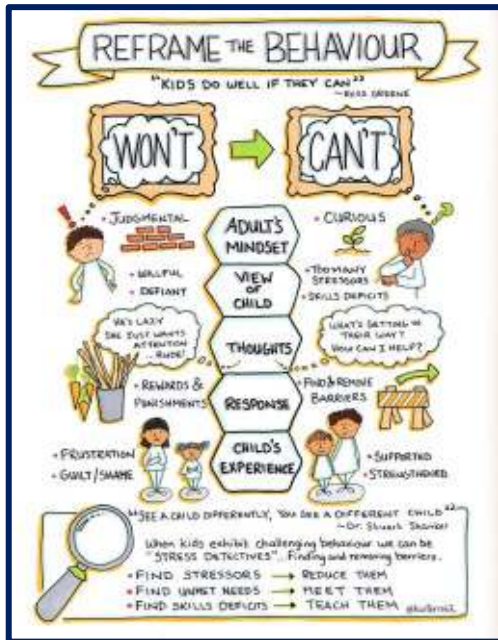 REFRAME THE BEHAVIOUR
"KIDS DO WELL IF THEY CAN"
~ROSS GREENE
WON'T
CAN'T
• JUDGMENTAL
ADULT'S
MINDSET
• CURIOUS
• WILLFUL
• DEFIANT
VIEW
OF
CHILD
• TOO MANY
STRESSORS
• SKILLS DEFICITS
HE'S LAZY
SHE JUST WANTS
ATTENTION
...RUDE!
THOUGHTS
WHAT'S GETTING IN
THEIR WAY?
HOW CAN I HELP?
• REWARDS &
PUNISHMENTS
RESPONSE
• FIND & REMOVE
BARRIERS
• FRUSTRATION
• GUILT/SHAME
CHILD'S
EXPERIENCE
• SUPPORTED
• STRENGTHENED
"SEE A CHILD DIFFERENTLY, YOU SEE A DIFFERENT CHILD"
~Dr. Stuart Shanker
When kids exhibit challenging behaviour we can be
"STRESS DETECTIVES"... Finding and removing barriers.
• FIND STRESSORS → REDUCE THEM
• FIND UNMET NEEDS → MEET THEM
• FIND SKILLS DEFICITS → TEACH THEM